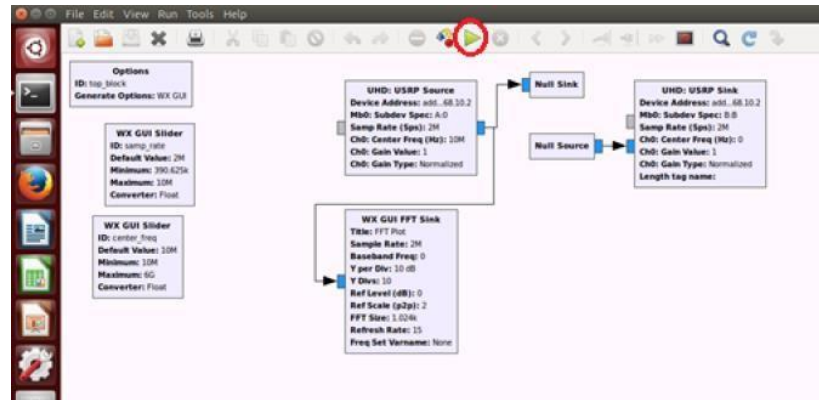 File Edit View Run Tools Help
Options
ID: top_block
Generate Options: WX GUI
WX GUI Slider
ID: samp_rate
Default Value: 2M
Minimum: 390.625k
Maximum: 10M
Converter: Float
WX GUI Slider
ID: center_freq
Default Value: 10M
Minimum: 10M
Maximum: 6G
Converter: Float
UHD: USRP Source
Device Address: add...68.10.2
Mb0: Subdev Spec: A:0
Samp Rate (Sps): 2M
Ch0: Center Freq (Hz): 10M
Ch0: Gain Value: 1
Ch0: Gain Type: Normalized
Null Sink
Null Source
UHD: USRP Sink
Device Address: add...68.10.2
Mb0: Subdev Spec: B:B
Samp Rate (Sps): 2M
Ch0: Center Freq (Hz): 0
Ch0: Gain Value: 1
Ch0: Gain Type: Normalized
Length tag name:
WX GUI FFT Sink
Title: FFT Plot
Sample Rate: 2M
Baseband Freq: 0
Y per Div: 10 dB
Y Divs: 10
Ref Level (dB): 0
Ref Scale (p2p): 2
FFT Size: 1.024k
Refresh Rate: 15
Freq Set Varname: None